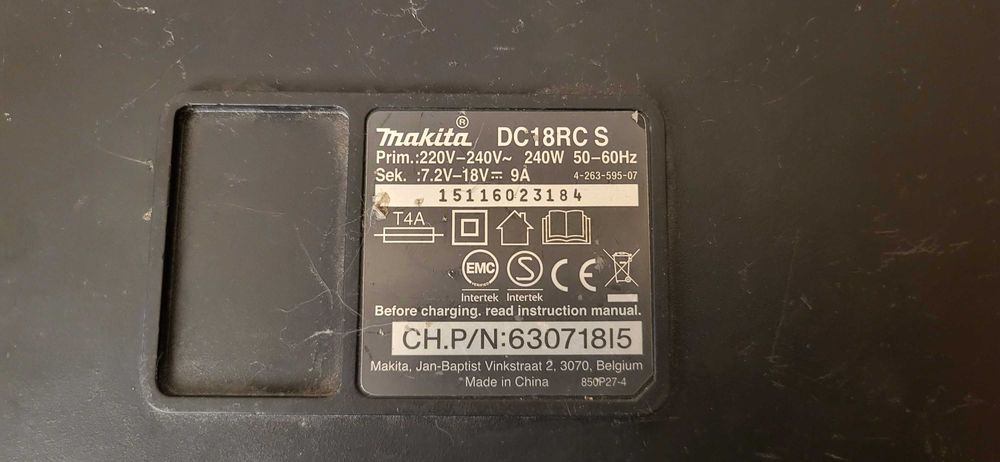 makita® DC18RC S
Prim.:220V–240V~ 240W 50–60Hz
Sek. :7.2V–18V⎓ 9A 4-263-595-07
15116023184
T4A
EMC S CE
Intertek Intertek
Before charging. read instruction manual.
CH.P/N:630718I5
Makita, Jan-Baptist Vinkstraat 2, 3070, Belgium
Made in China 850P27-4